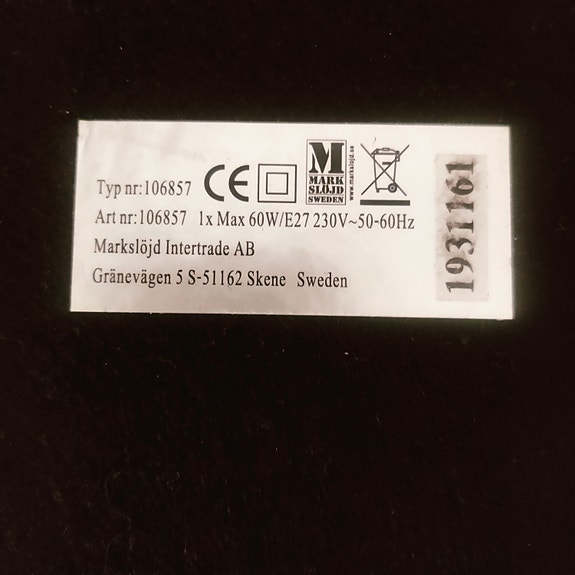 Typ nr:106857
CE
M
MARK
SLÖJD
SWEDEN
www.markslojd.se
Art nr:106857 1x Max 60W/E27 230V~50-60Hz
Markslöjd Intertrade AB
Gränevägen 5 S-51162 Skene Sweden
1931161